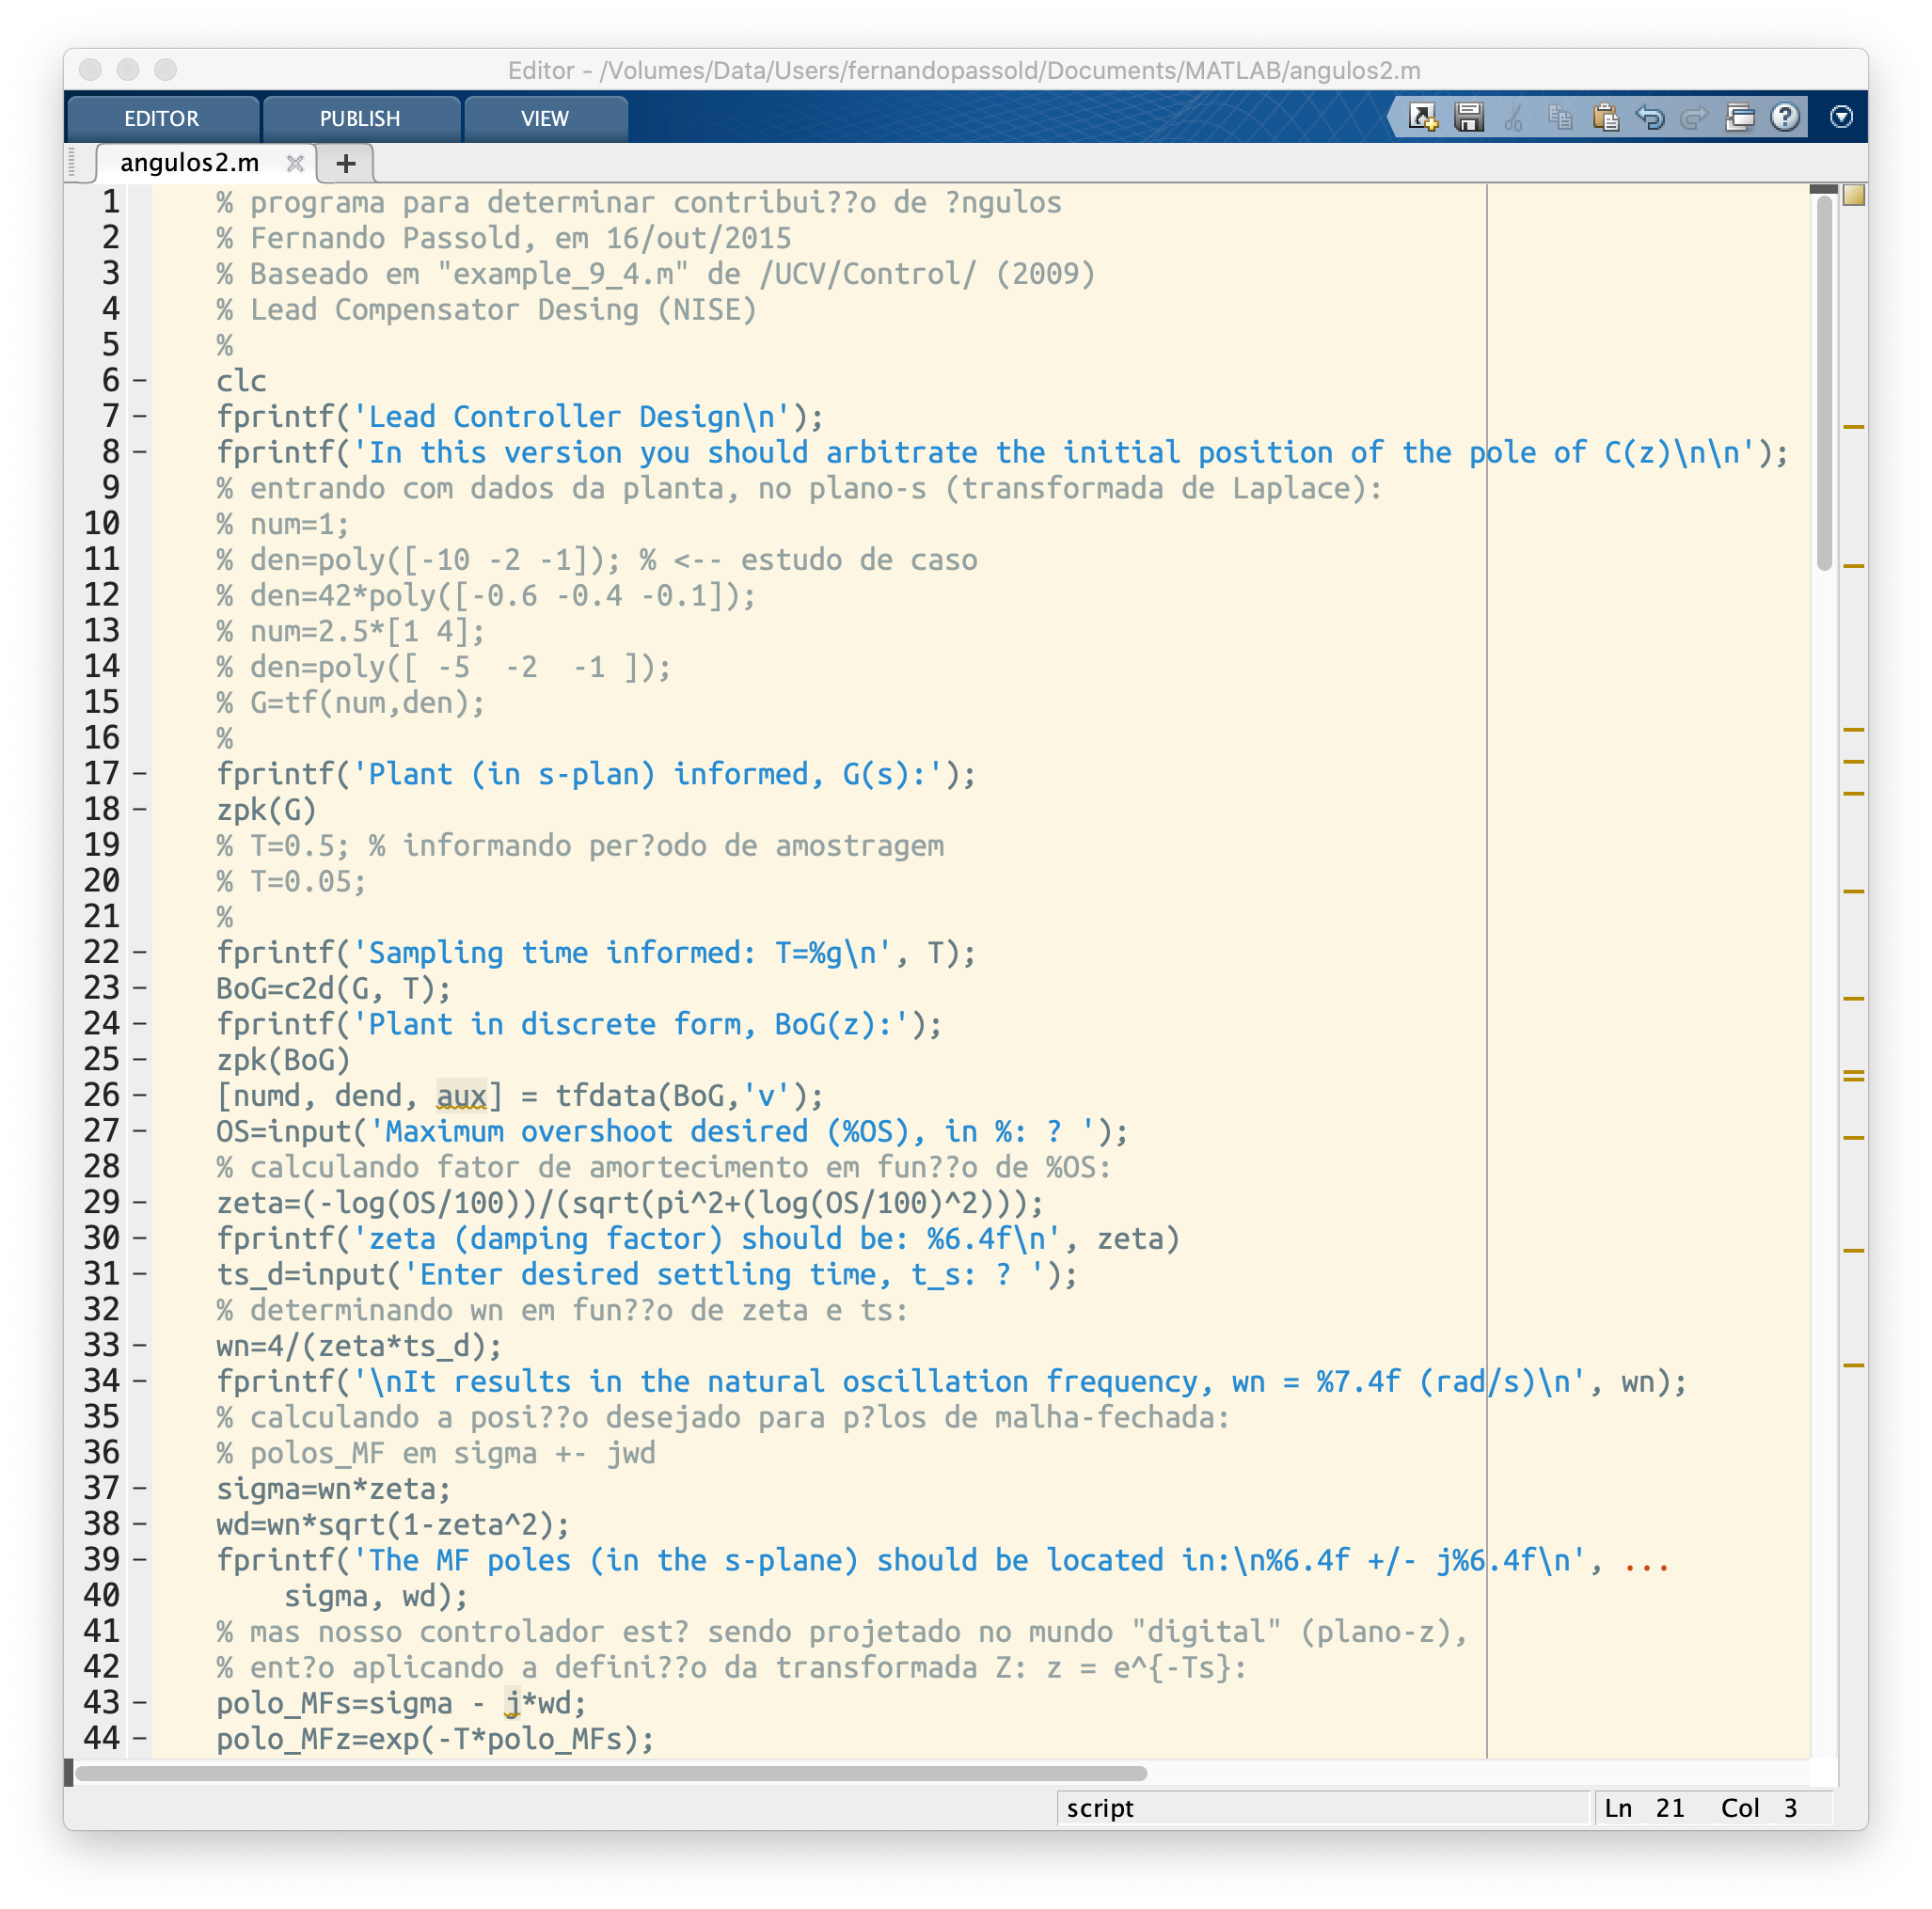 Editor - /Volumes/Data/Users/fernandopassold/Documents/MATLAB/angulos2.m
EDITOR PUBLISH VIEW
angulos2.m
1 % programa para determinar contribui??o de ?ngulos
2 % Fernando Passold, em 16/out/2015
3 % Baseado em "example_9_4.m" de /UCV/Control/ (2009)
4 % Lead Compensator Desing (NISE)
5 %
6 – clc
7 – fprintf('Lead Controller Design\n');
8 – fprintf('In this version you should arbitrate the initial position of the pole of C(z)\n\n');
9 % entrando com dados da planta, no plano-s (transformada de Laplace):
10 % num=1;
11 % den=poly([-10 -2 -1]); % <-- estudo de caso
12 % den=42*poly([-0.6 -0.4 -0.1]);
13 % num=2.5*[1 4];
14 % den=poly([ -5  -2  -1 ]);
15 % G=tf(num,den);
16 %
17 – fprintf('Plant (in s-plan) informed, G(s):');
18 – zpk(G)
19 % T=0.5; % informando per?odo de amostragem
20 % T=0.05;
21 %
22 – fprintf('Sampling time informed: T=%g\n', T);
23 – BoG=c2d(G, T);
24 – fprintf('Plant in discrete form, BoG(z):');
25 – zpk(BoG)
26 – [numd, dend, aux] = tfdata(BoG,'v');
27 – OS=input('Maximum overshoot desired (%OS), in %: ? ');
28 % calculando fator de amortecimento em fun??o de %OS:
29 – zeta=(-log(OS/100))/(sqrt(pi^2+(log(OS/100)^2)));
30 – fprintf('zeta (damping factor) should be: %6.4f\n', zeta)
31 – ts_d=input('Enter desired settling time, t_s: ? ');
32 % determinando wn em fun??o de zeta e ts:
33 – wn=4/(zeta*ts_d);
34 – fprintf('\nIt results in the natural oscillation frequency, wn = %7.4f (rad/s)\n', wn);
35 % calculando a posi??o desejado para p?los de malha-fechada:
36 % polos_MF em sigma +- jwd
37 – sigma=wn*zeta;
38 – wd=wn*sqrt(1-zeta^2);
39 – fprintf('The MF poles (in the s-plane) should be located in:\n%6.4f +/- j%6.4f\n', ...
40 sigma, wd);
41 % mas nosso controlador est? sendo projetado no mundo "digital" (plano-z),
42 % ent?o aplicando a defini??o da transformada Z: z = e^{-Ts}:
43 – polo_MFs=sigma - j*wd;
44 – polo_MFz=exp(-T*polo_MFs);
script Ln 21 Col 3